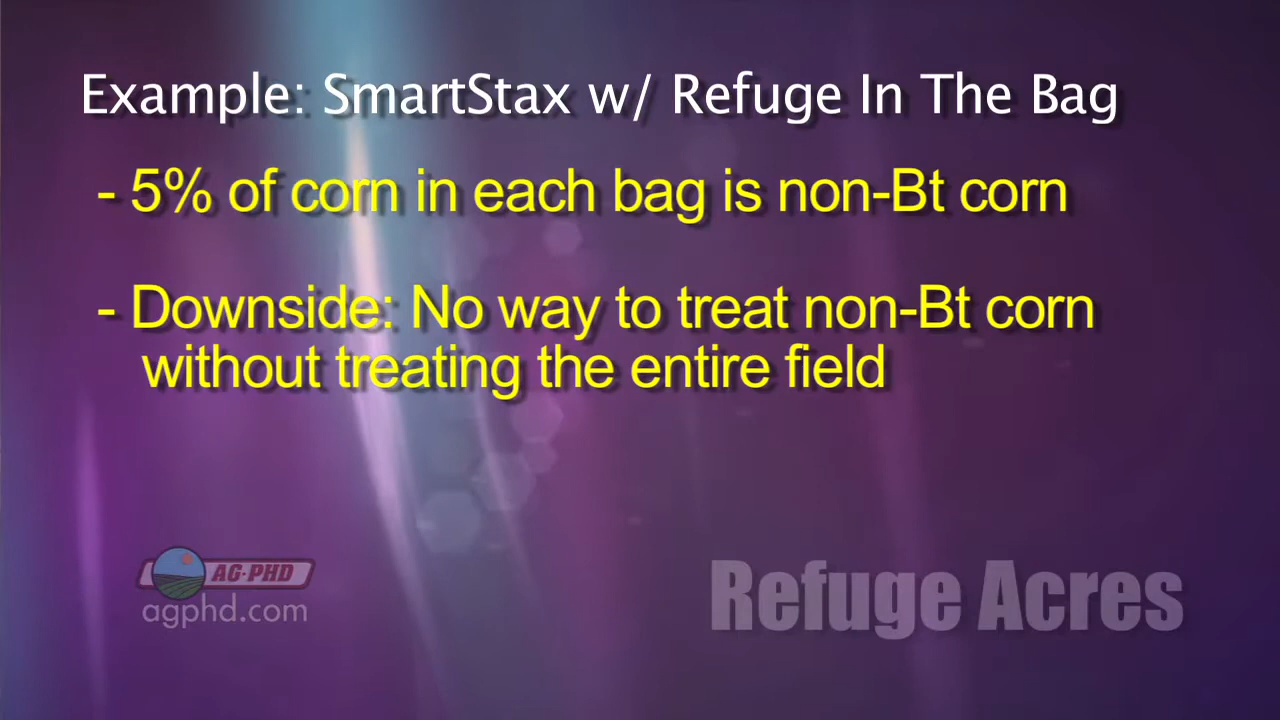 Example: SmartStax w/ Refuge In The Bag
- 5% of corn in each bag is non-Bt corn
- Downside: No way to treat non-Bt corn
without treating the entire field
AG-PHD
agphd.com
Refuge Acres